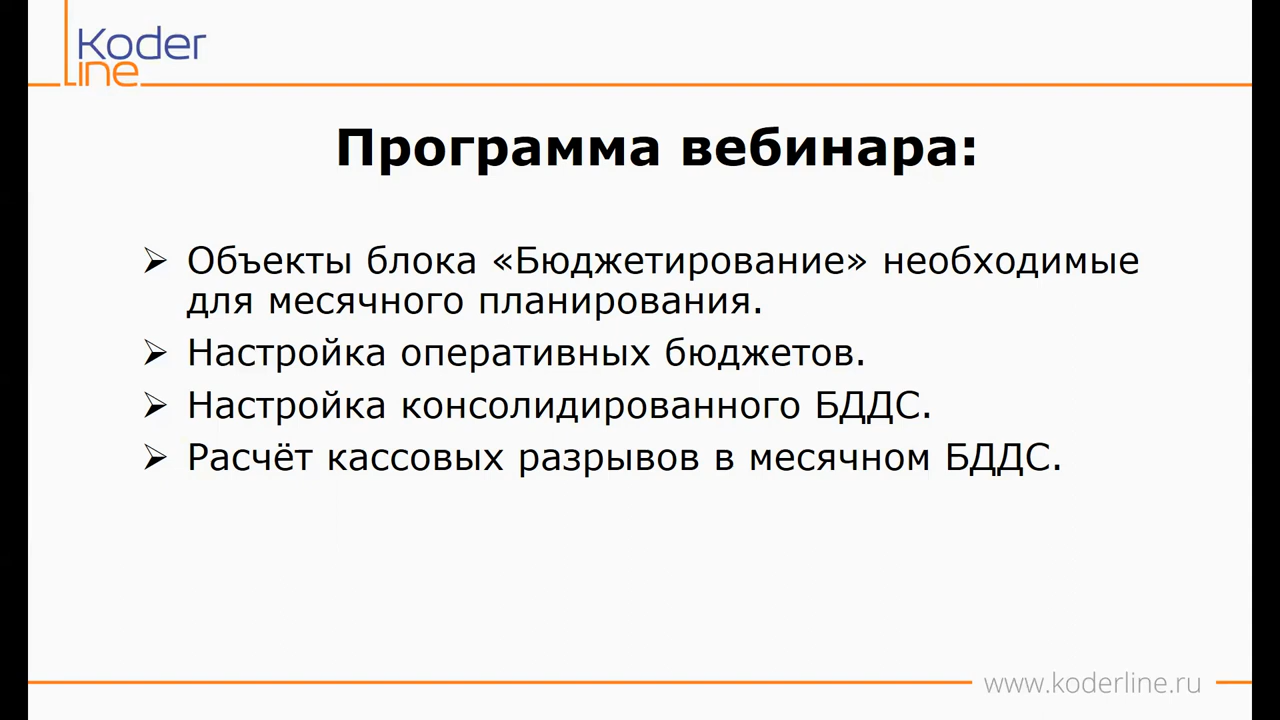 Koder
line
Программа вебинара:
➢ Объекты блока «Бюджетирование» необходимые
для месячного планирования.
➢ Настройка оперативных бюджетов.
➢ Настройка консолидированного БДДС.
➢ Расчёт кассовых разрывов в месячном БДДС.
www.koderline.ru